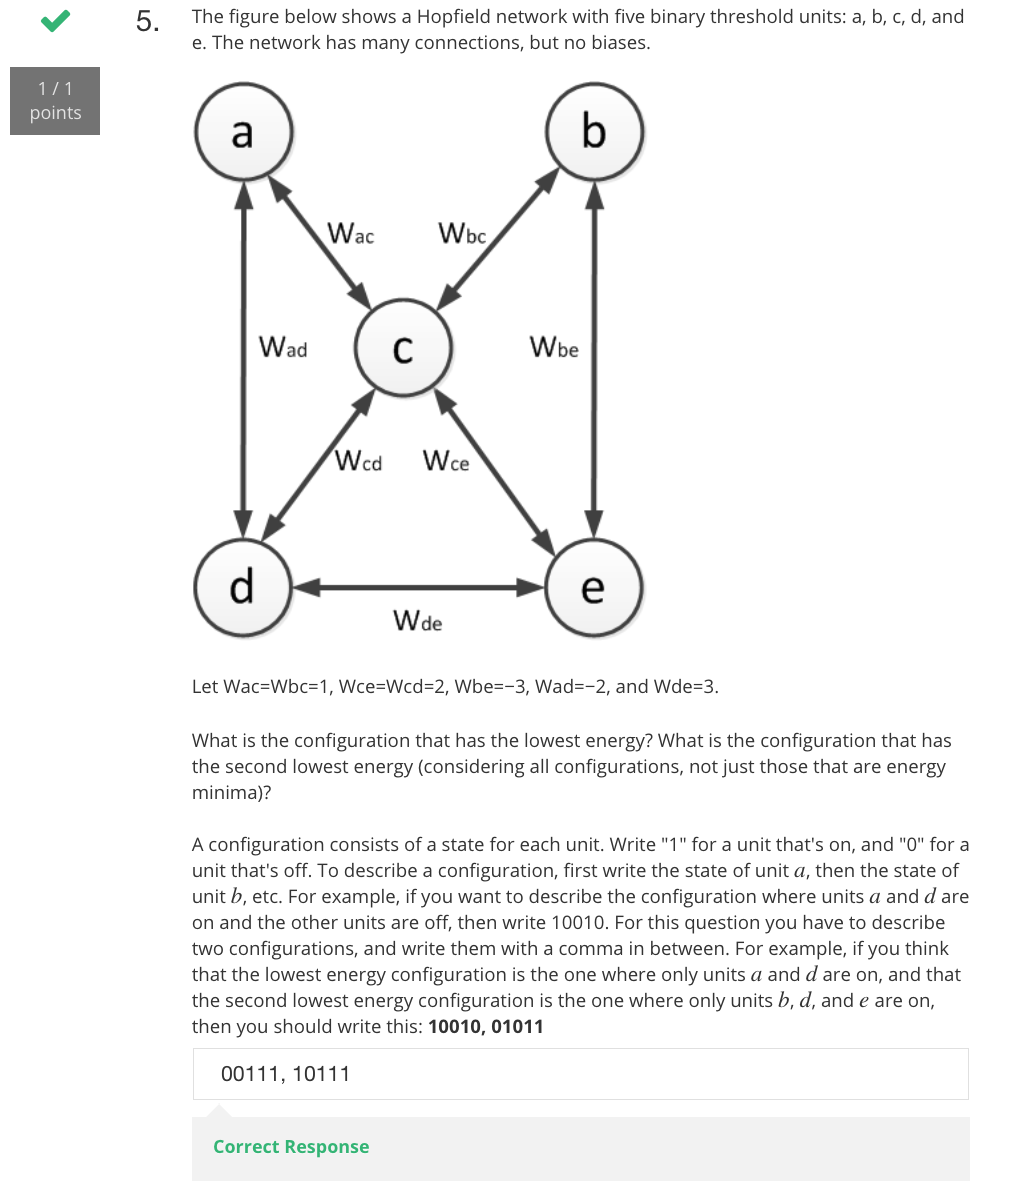 5. The figure below shows a Hopfield network with five binary threshold units: a, b, c, d, and
e. The network has many connections, but no biases.
1 / 1
points
a
b
Wac
Wbc
Wad
c
Wbe
Wcd
Wce
d
e
Wde
Let Wac=Wbc=1, Wce=Wcd=2, Wbe=−3, Wad=−2, and Wde=3.
What is the configuration that has the lowest energy? What is the configuration that has
the second lowest energy (considering all configurations, not just those that are energy
minima)?
A configuration consists of a state for each unit. Write "1" for a unit that's on, and "0" for a
unit that's off. To describe a configuration, first write the state of unit a, then the state of
unit b, etc. For example, if you want to describe the configuration where units a and d are
on and the other units are off, then write 10010. For this question you have to describe
two configurations, and write them with a comma in between. For example, if you think
that the lowest energy configuration is the one where only units a and d are on, and that
the second lowest energy configuration is the one where only units b, d, and e are on,
then you should write this: 10010, 01011
00111, 10111
Correct Response